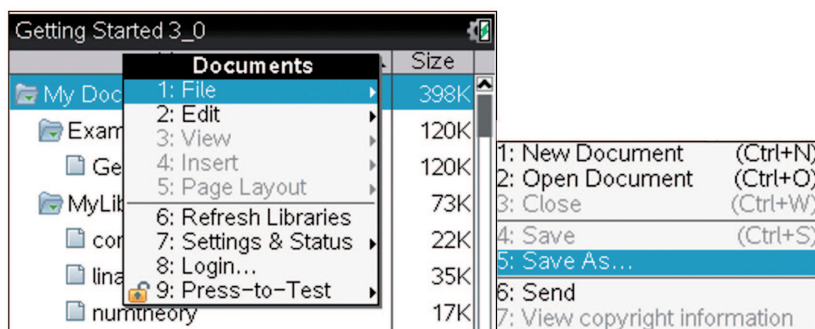 Getting Started 3_0
Size
Documents
My Doc
1: File
398K
2: Edit
Exam
3: View
120K
4: Insert
Ge
5: Page Layout
120K
MyLib
6: Refresh Libraries
73K
cor
7: Settings & Status
22K
lina
8: Login...
35K
9: Press-to-Test
numtheory
17K
1: New Document (Ctrl+N)
2: Open Document (Ctrl+O)
3: Close (Ctrl+W)
4: Save (Ctrl+S)
5: Save As...
6: Send
7: View copyright information